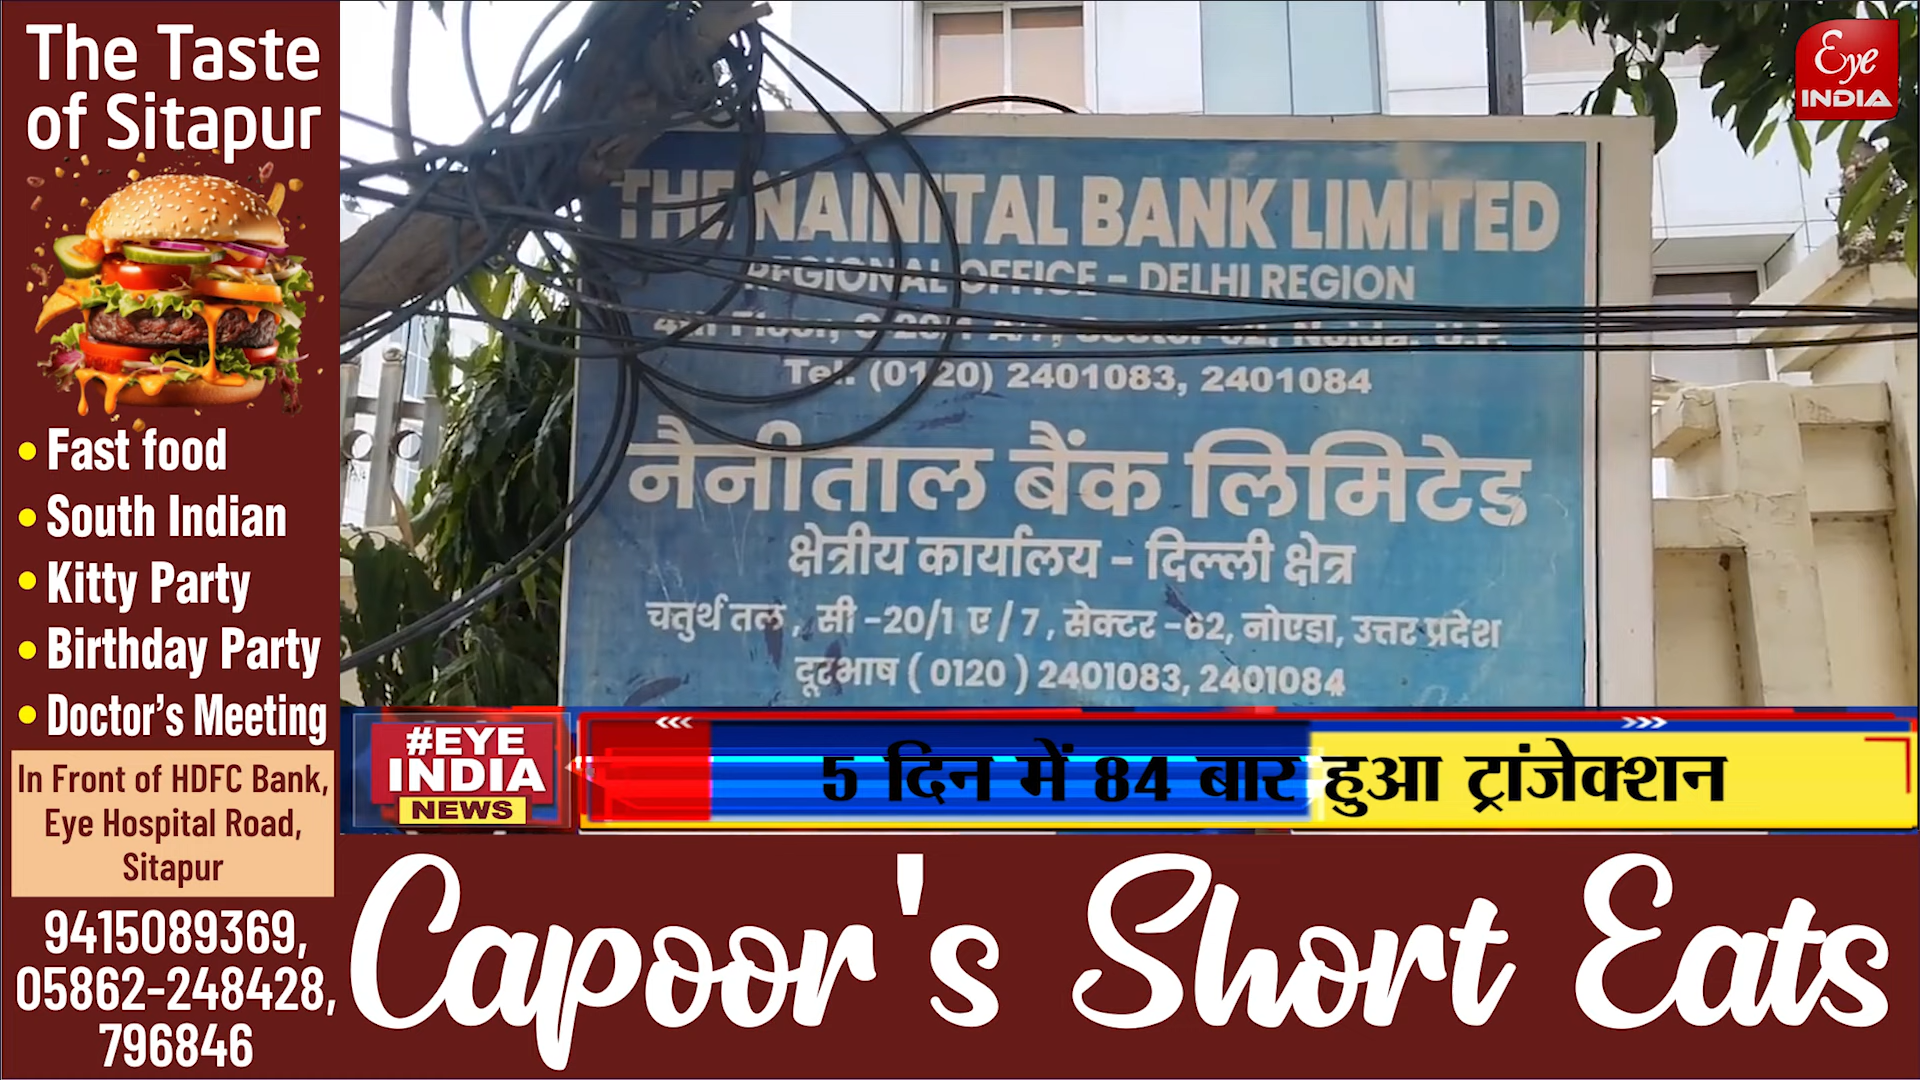 The Taste
of Sitapur
• Fast food
• South Indian
• Kitty Party
• Birthday Party
• Doctor's Meeting
In Front of HDFC Bank,
Eye Hospital Road,
Sitapur
9415089369,
05862-248428,
796846
Eye
INDIA
THE NAINITAL BANK LIMITED
REGIONAL OFFICE - DELHI REGION
4th Floor, Noida, U.P.
Tel.: (0120) 2401083, 2401084
नैनीताल बैंक लिमिटेड
क्षेत्रीय कार्यालय - दिल्ली क्षेत्र
चतुर्थ तल, सी -20/1 ए / 7, सेक्टर -62, नोएडा, उत्तर प्रदेश
दूरभाष ( 0120 ) 2401083, 2401084
#EYE
INDIA
NEWS
5 दिन में 84 बार हुआ ट्रांजेक्शन
Capoor's Short Eats